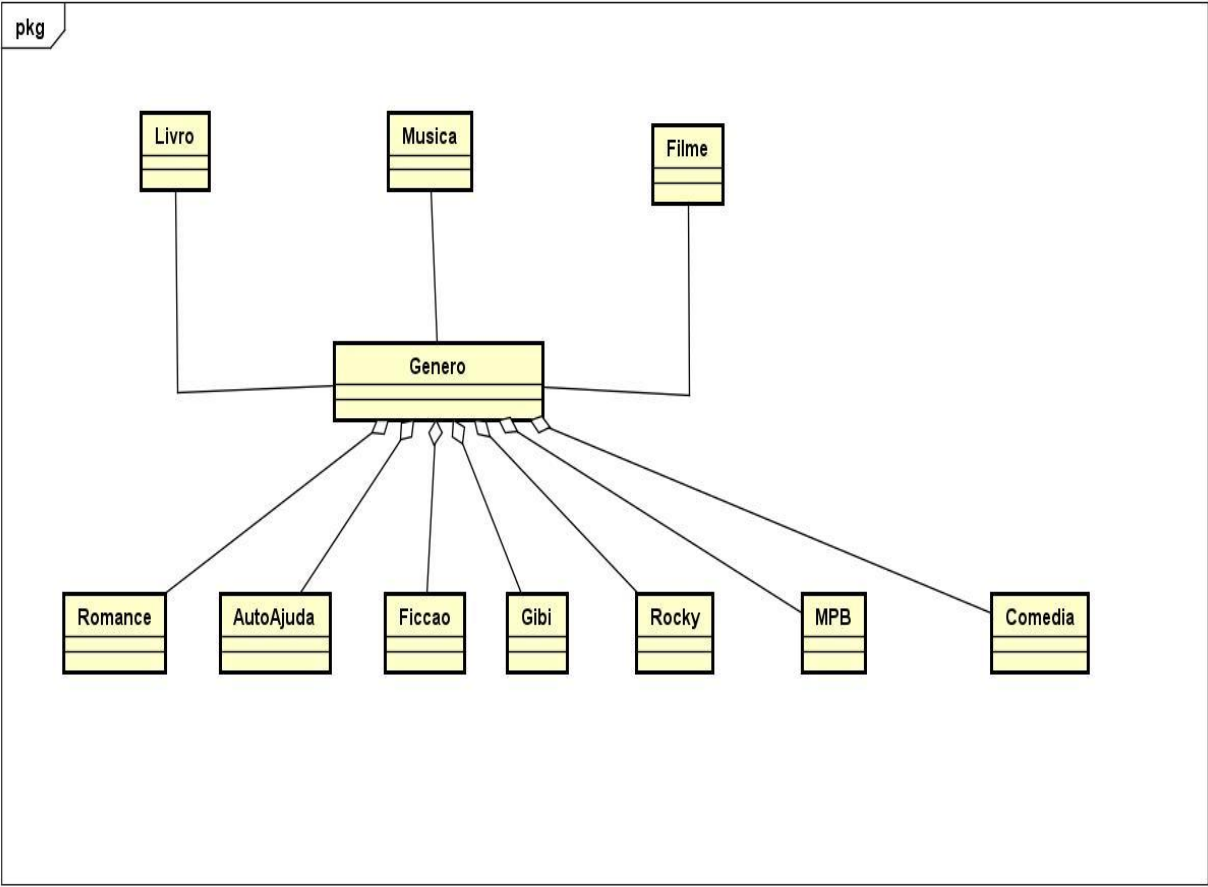 pkg
Livro
Musica
Filme
Genero
Romance
AutoAjuda
Ficcao
Gibi
Rocky
MPB
Comedia